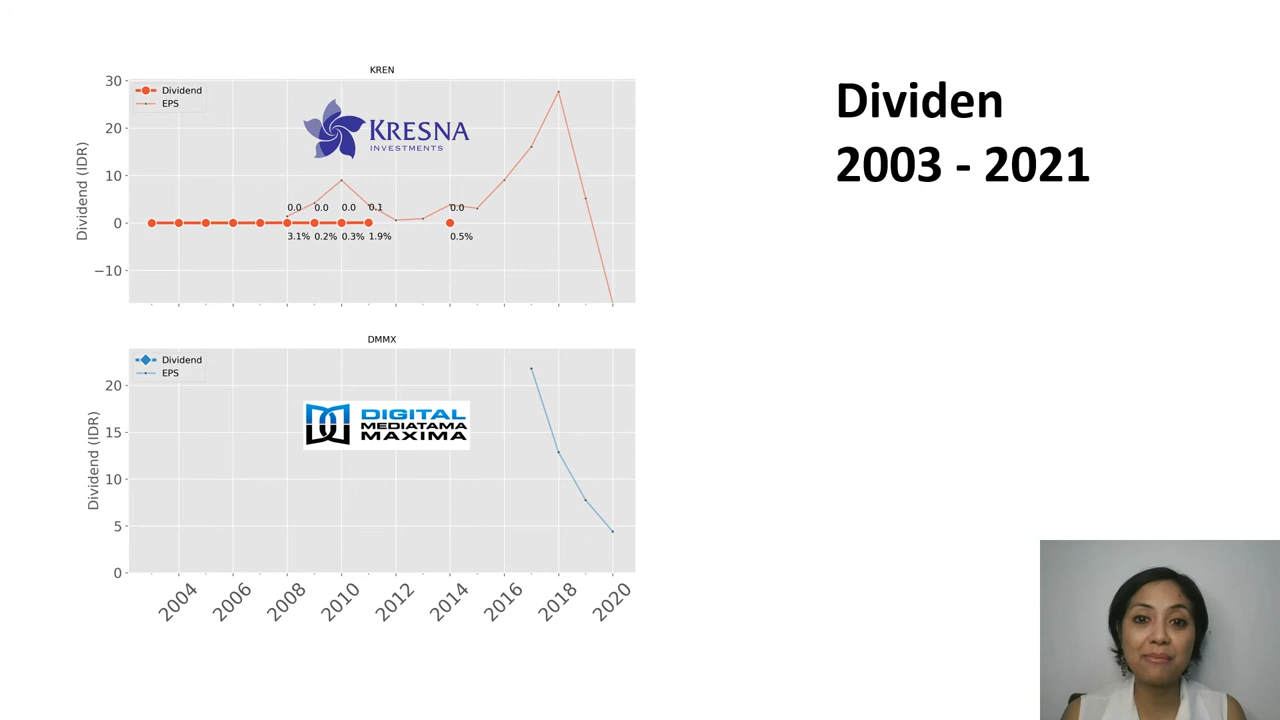 KREN
Dividend
EPS
KRESNA
INVESTMENTS
Dividend (IDR)
30
20
10
0
−10
0.0 0.0 0.0 0.1 0.0
3.1% 0.2% 0.3% 1.9% 0.5%
DMMX
Dividend
EPS
DIGITAL
MEDIATAMA
MAXIMA
Dividend (IDR)
20
15
10
5
0
2004 2006 2008 2010 2012 2014 2016 2018 2020
Dividen
2003 - 2021